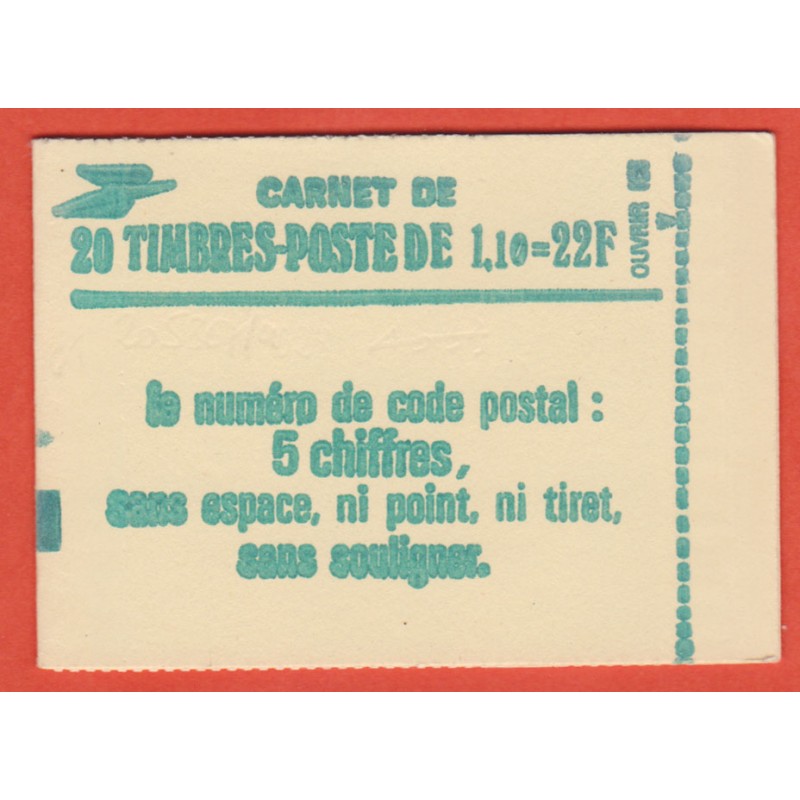 CARNET DE
20 TIMBRES-POSTE DE 1,10=22F
OUVRIR ICI
le numéro de code postal :
5 chiffres,
sans espace, ni point, ni tiret,
sans souligner.